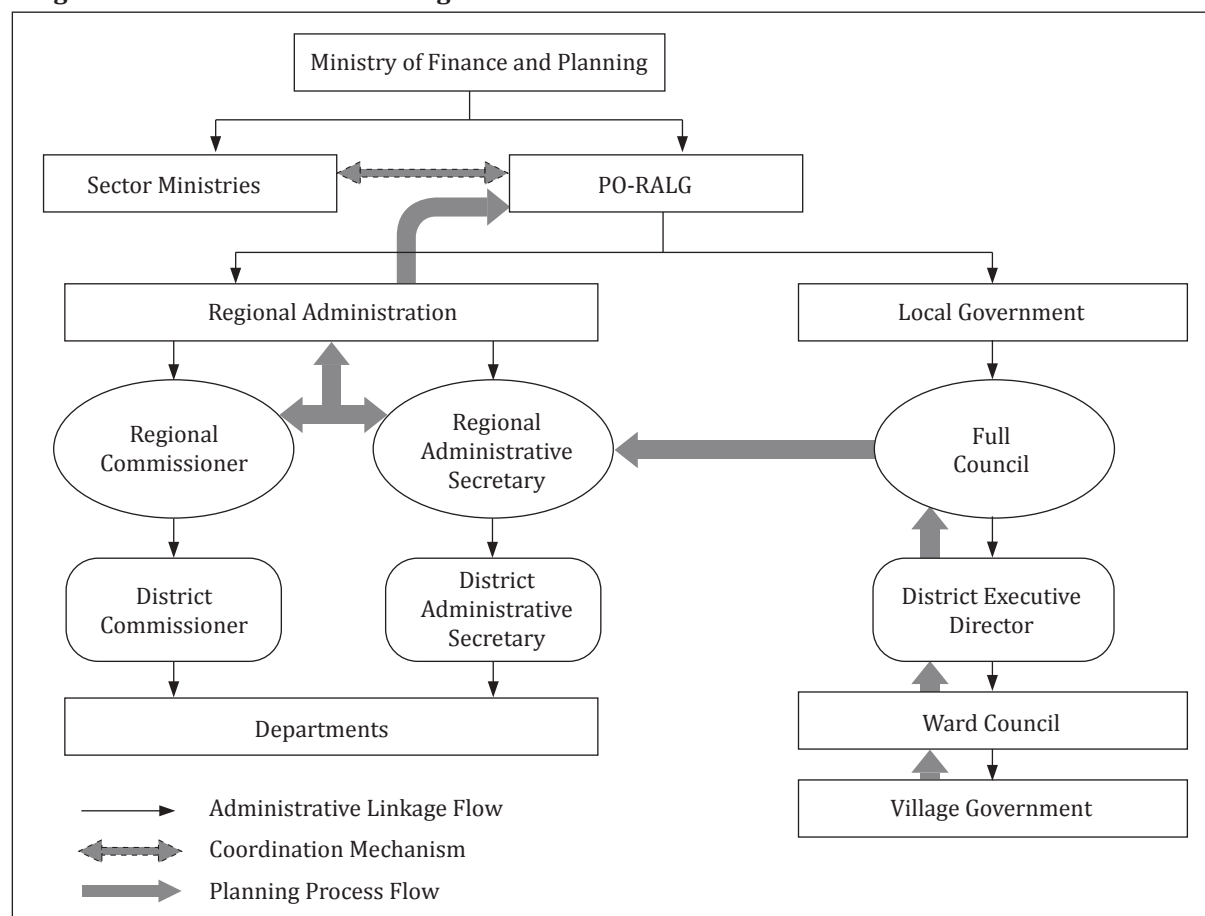 Ministry of Finance and Planning
Sector Ministries
PO-RALG
Regional Administration
Local Government
Regional
Commissioner
Regional
Administrative
Secretary
Full
Council
District
Commissioner
District
Administrative
Secretary
District Executive
Director
Departments
Ward Council
Village Government
Administrative Linkage Flow
Coordination Mechanism
Planning Process Flow